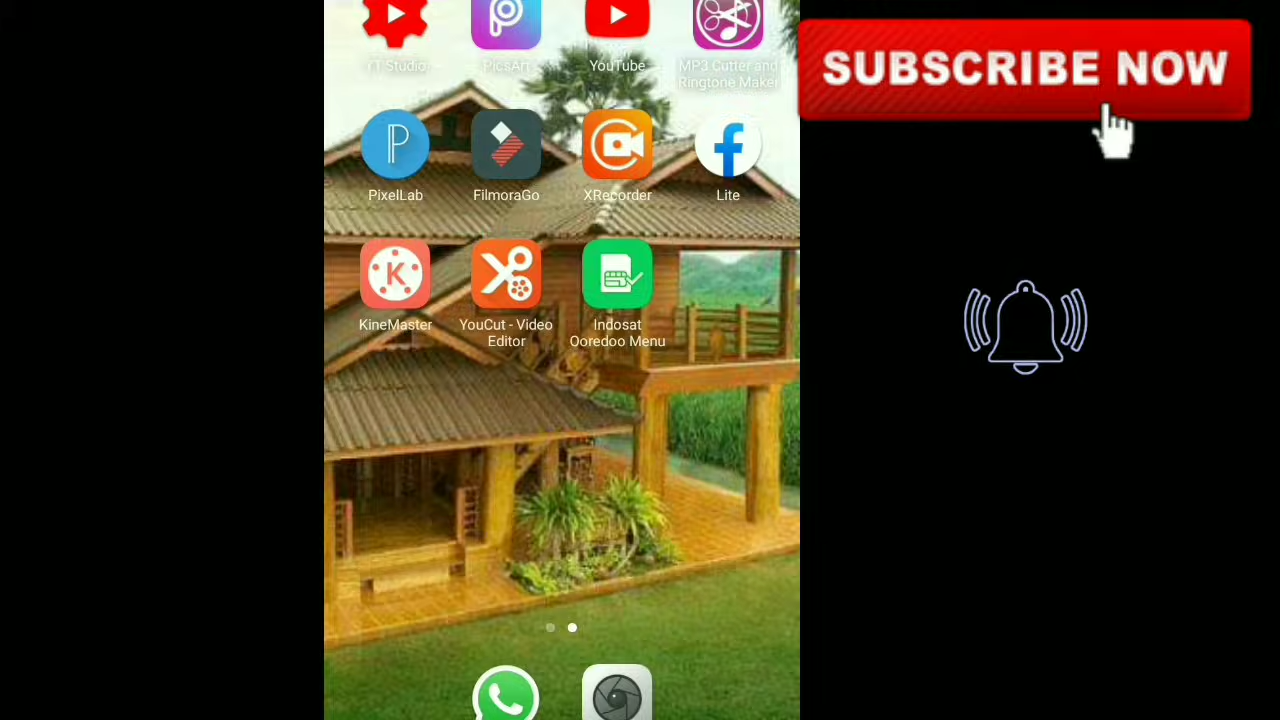 YT Studio
PicsArt
YouTube
MP3 Cutter and
Ringtone Maker
SUBSCRIBE NOW
PixelLab
FilmoraGo
XRecorder
Lite
KineMaster
YouCut - Video
Editor
Indosat
Ooredoo Menu